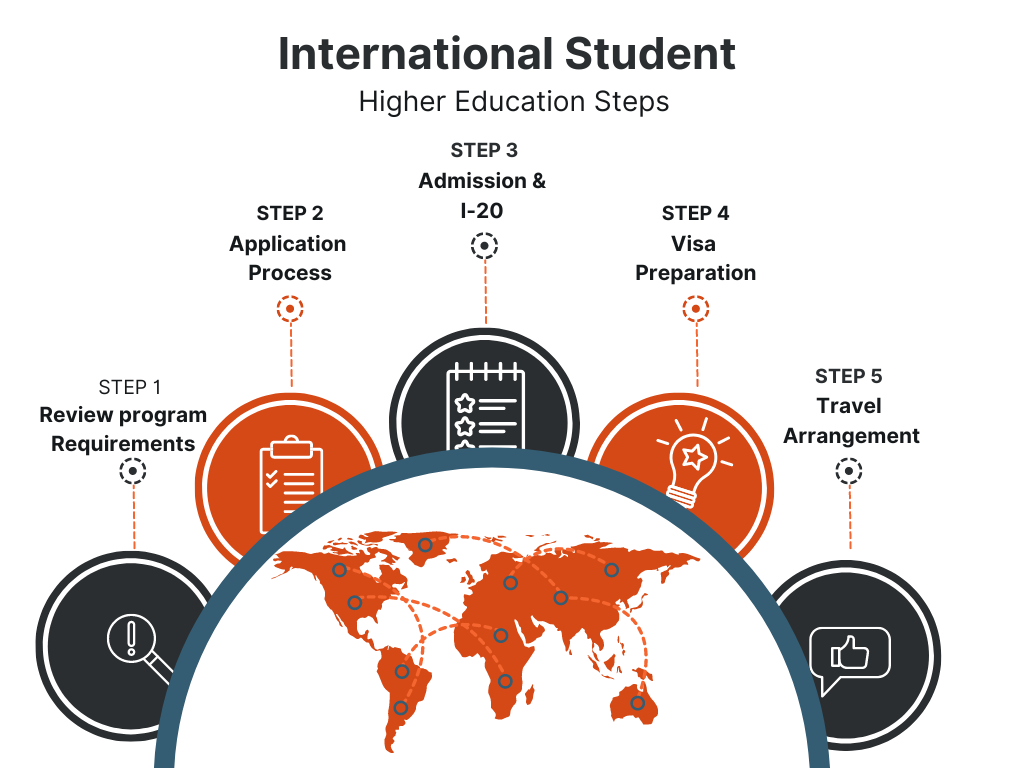 International Student
Higher Education Steps
STEP 1
Review program
Requirements
STEP 2
Application
Process
STEP 3
Admission &
I-20
STEP 4
Visa
Preparation
STEP 5
Travel
Arrangement